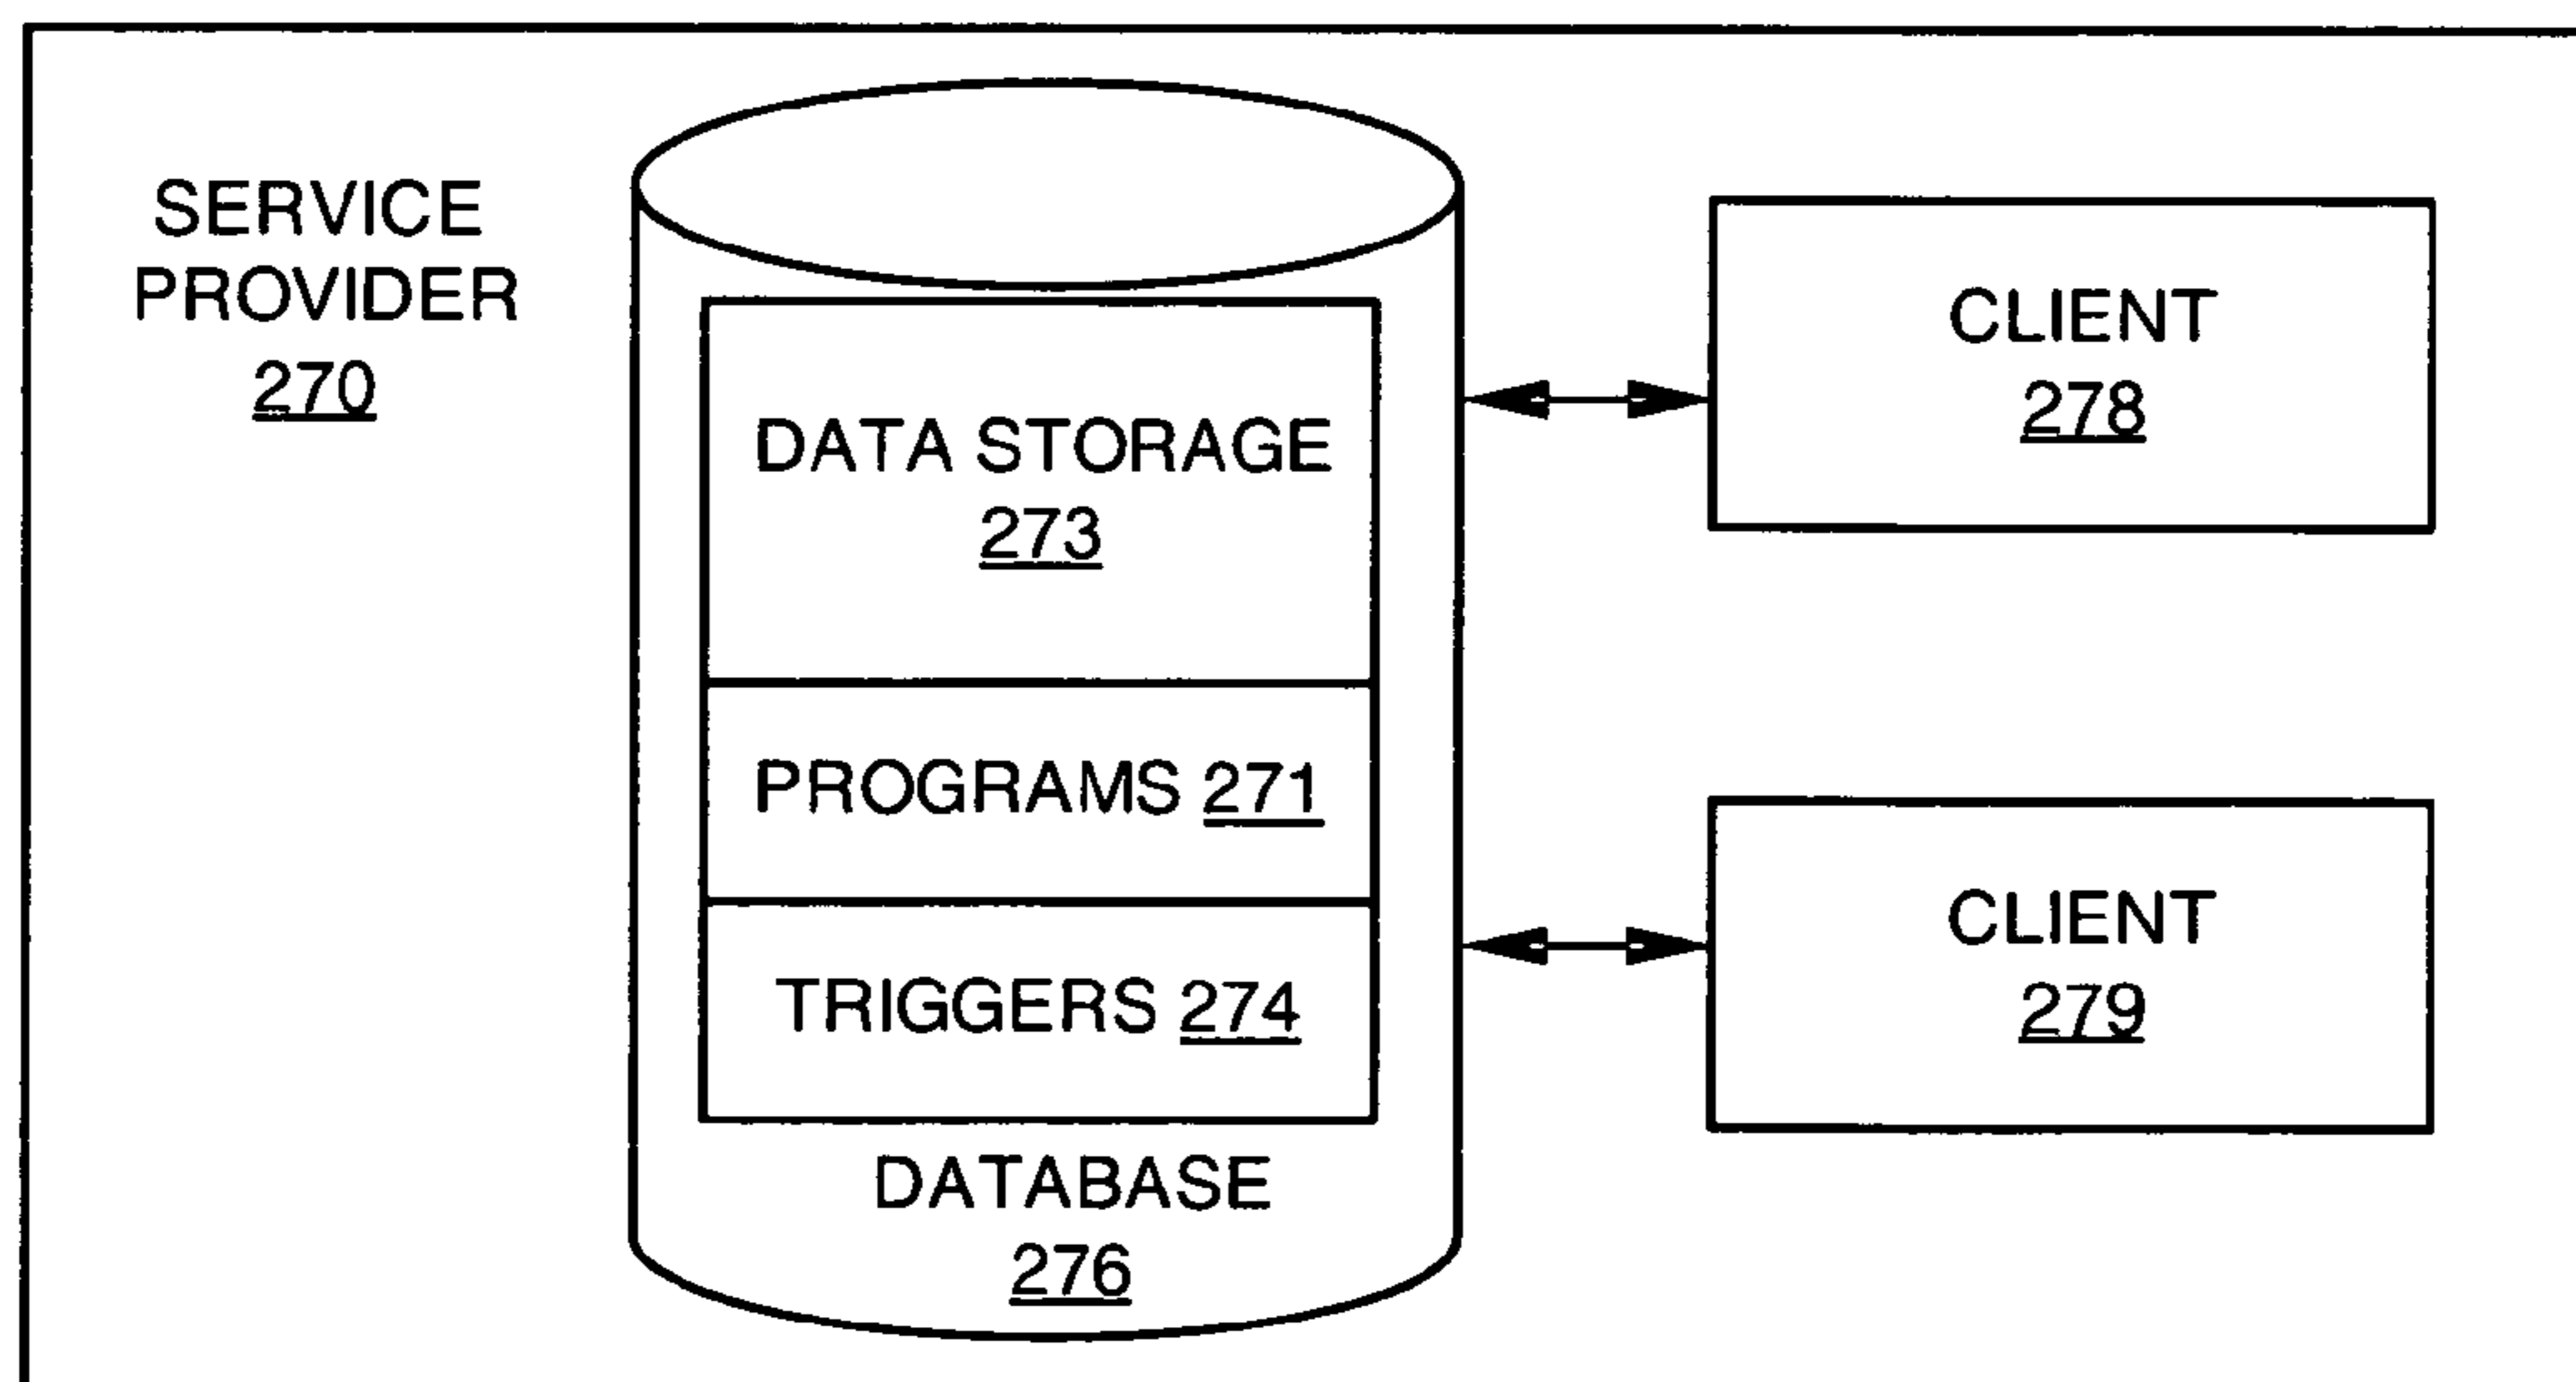 SERVICE
PROVIDER
270
DATA STORAGE
273
PROGRAMS 271
TRIGGERS 274
DATABASE
276
CLIENT
278
CLIENT
279